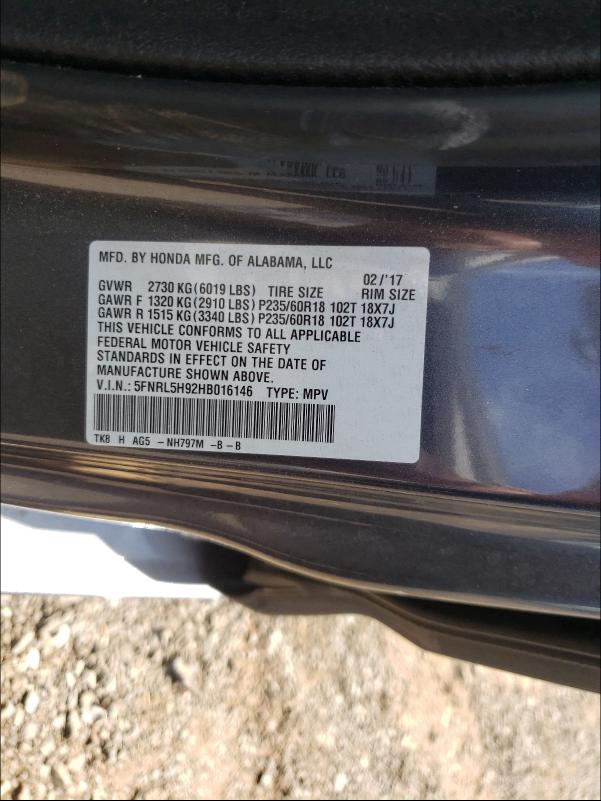 MFD. BY HONDA MFG. OF ALABAMA, LLC
02/'17
GVWR 2730 KG (6019 LBS) TIRE SIZE RIM SIZE
GAWR F 1320 KG (2910 LBS) P235/60R18 102T 18X7J
GAWR R 1515 KG (3340 LBS) P235/60R18 102T 18X7J
THIS VEHICLE CONFORMS TO ALL APPLICABLE
FEDERAL MOTOR VEHICLE SAFETY
STANDARDS IN EFFECT ON THE DATE OF
MANUFACTURE SHOWN ABOVE.
V.I.N.: 5FNRL5H92HB016146 TYPE: MPV
TK8 H AG5 -NH797M -B-B